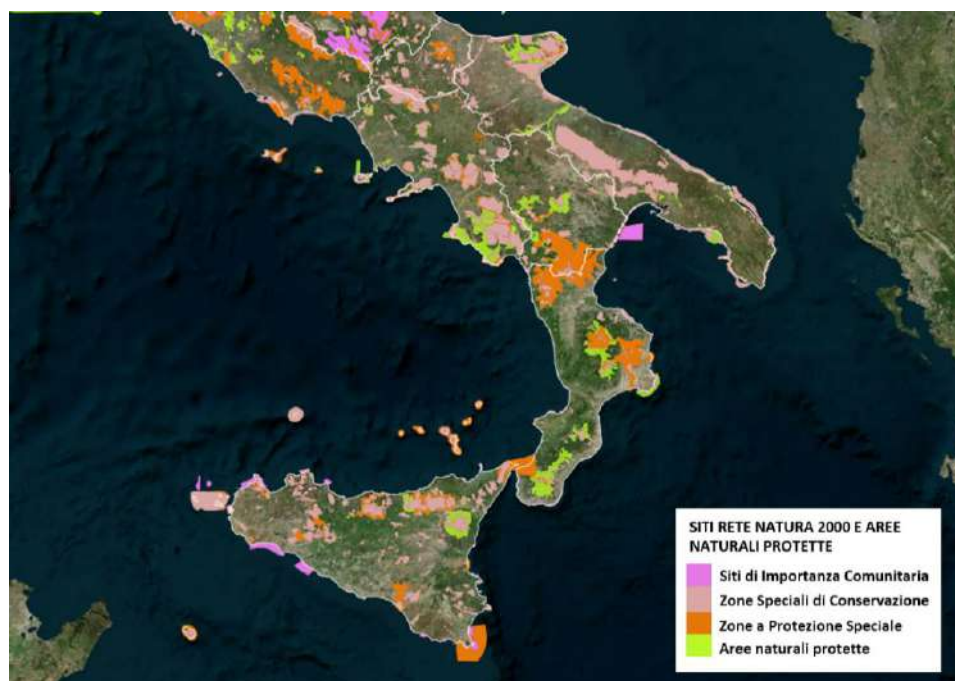 SITI RETE NATURA 2000 E AREE
NATURALI PROTETTE
Siti di Importanza Comunitaria
Zone Speciali di Conservazione
Zone a Protezione Speciale
Aree naturali protette